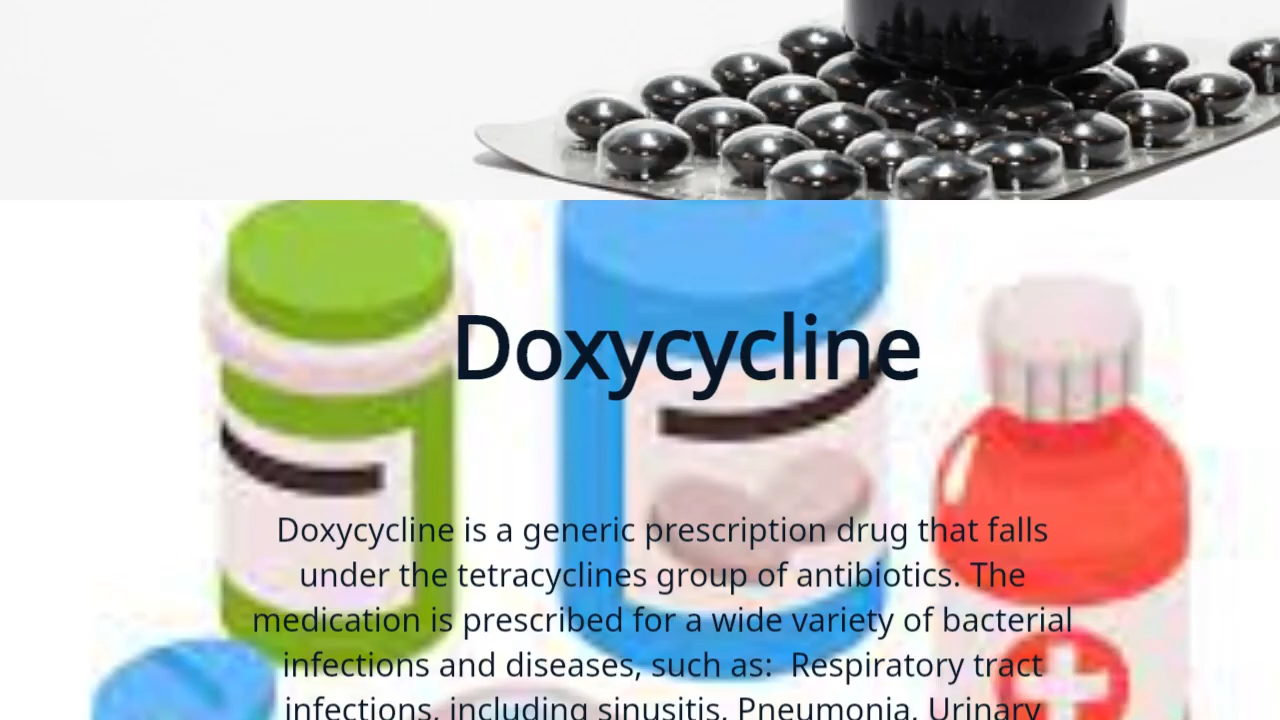 Doxycycline
Doxycycline is a generic prescription drug that falls
under the tetracyclines group of antibiotics. The
medication is prescribed for a wide variety of bacterial
infections and diseases, such as:  Respiratory tract
infections, including sinusitis, Pneumonia, Urinary